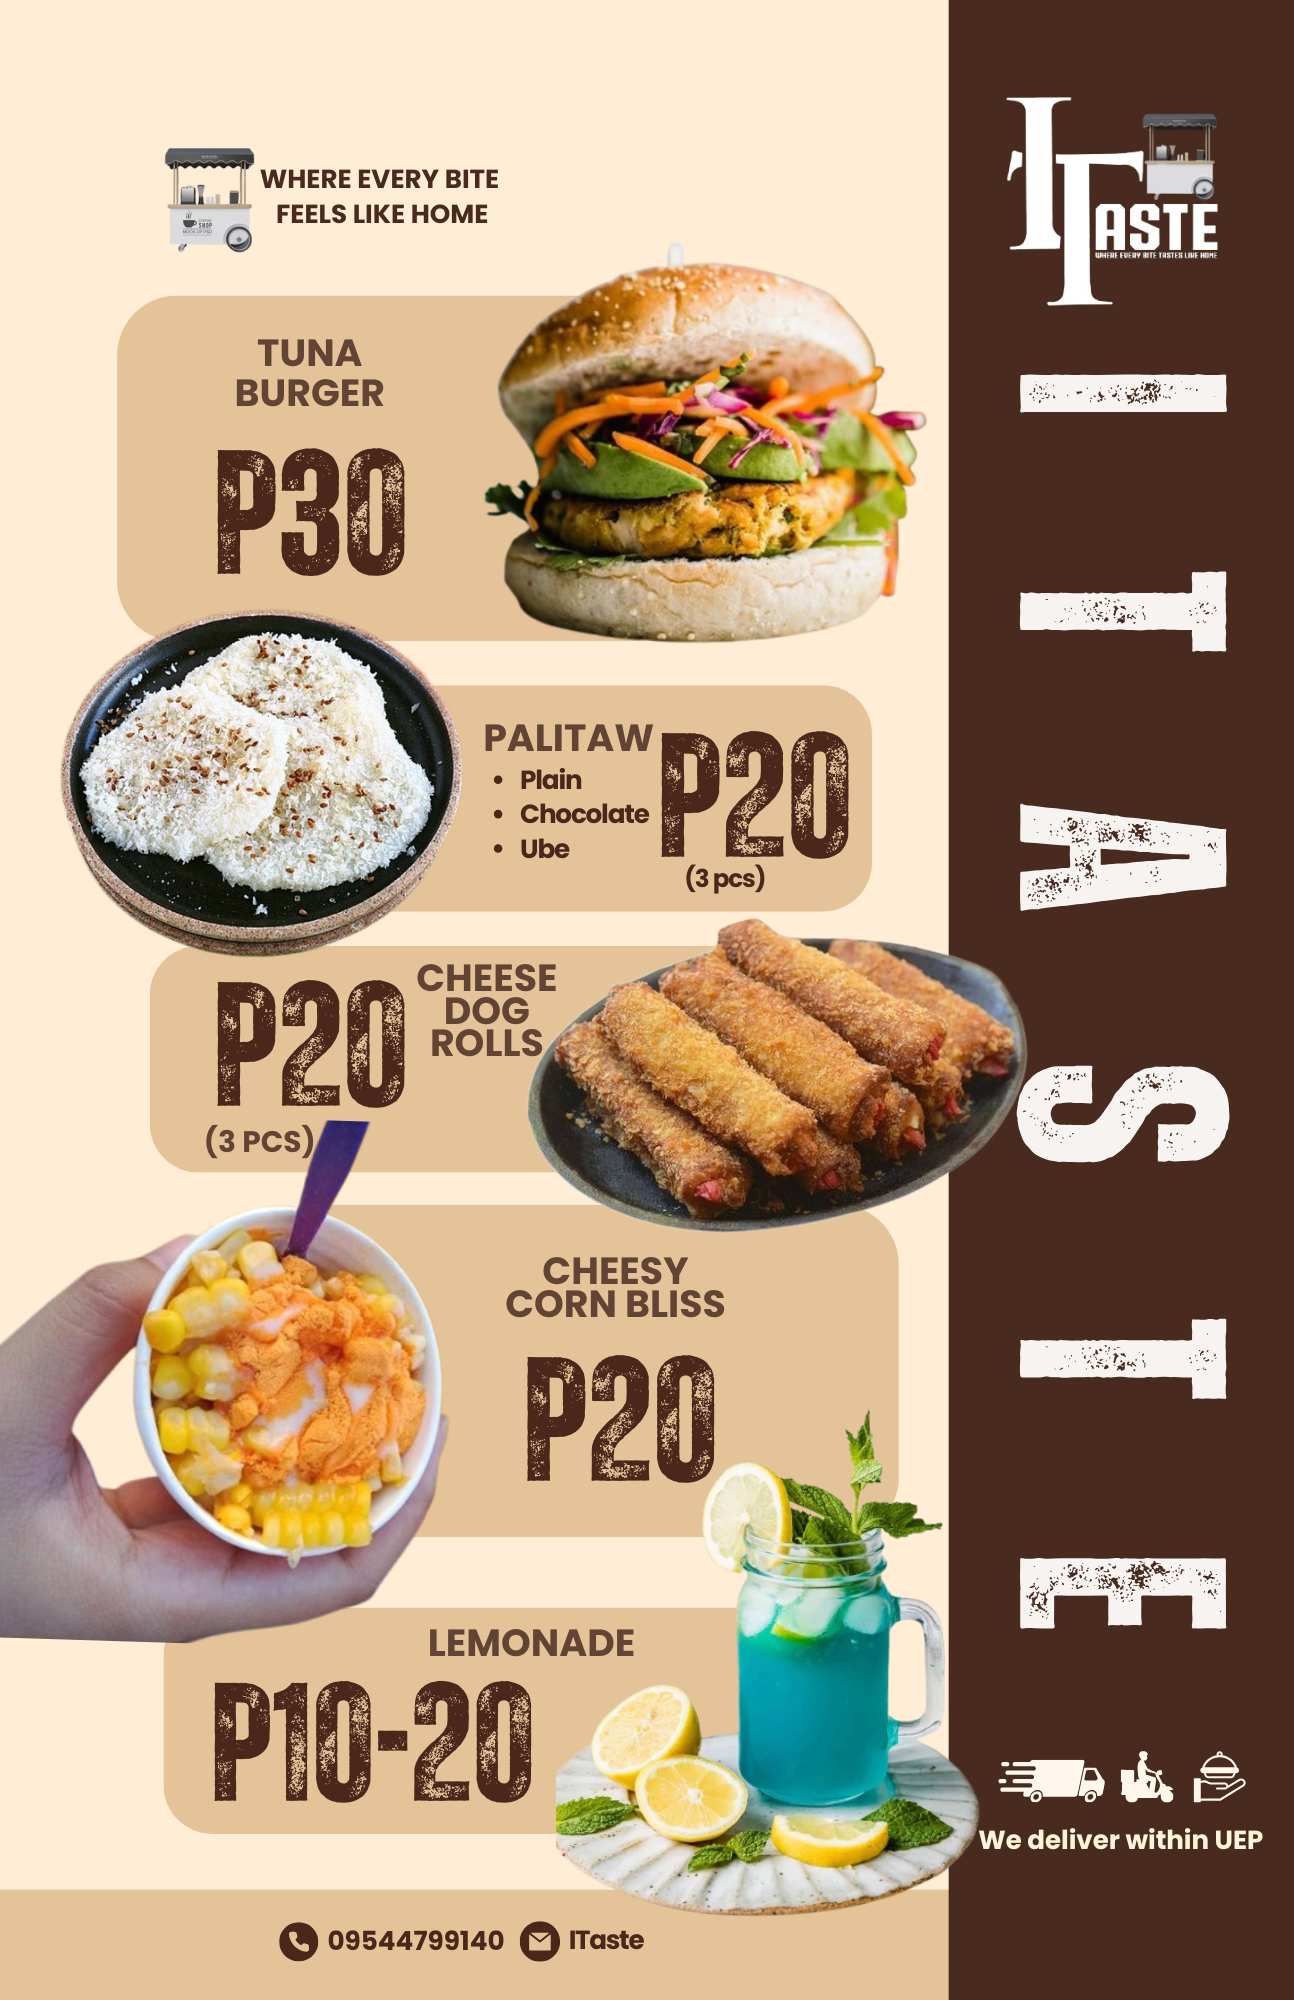 WHERE EVERY BITE
FEELS LIKE HOME
ITASTE
WHERE EVERY BITE TASTES LIKE HOME
TUNA
BURGER
P30
PALITAW
• Plain
• Chocolate
• Ube
P20
(3 pcs)
P20
CHEESE
DOG
ROLLS
(3 PCS)
CHEESY
CORN BLISS
P20
LEMONADE
P10-20
ITASTE
We deliver within UEP
09544799140
ITaste